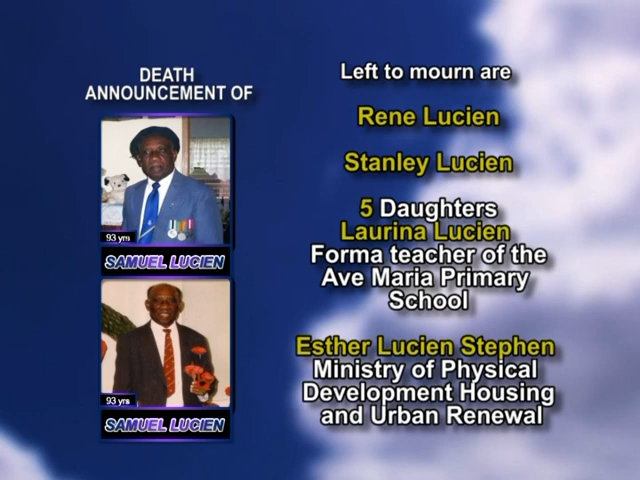 DEATH
ANNOUNCEMENT OF
93 yrs
SAMUEL LUCIEN
93 yrs
SAMUEL LUCIEN
Left to mourn are
Rene Lucien
Stanley Lucien
5 Daughters
Laurina Lucien
Forma teacher of the
Ave Maria Primary
School
Esther Lucien Stephen
Ministry of Physical
Development Housing
and Urban Renewal